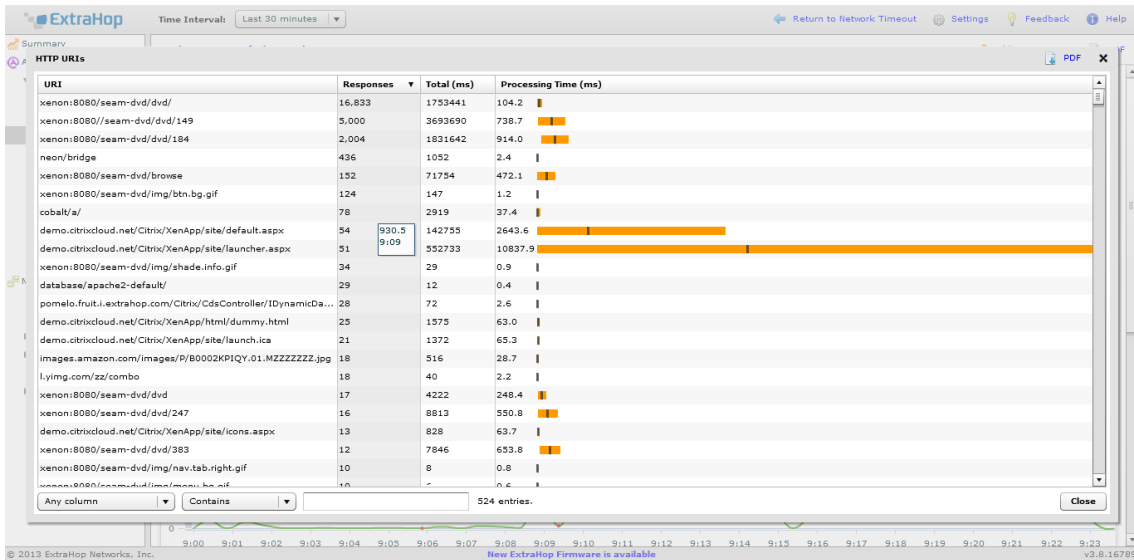 ExtraHop Time Interval: Last 30 minutes Return to Network Timeout Settings Feedback Help
Summary
HTTP URIs PDF
URI Responses Total (ms) Processing Time (ms)
xenon:8080/seam-dvd/dvd/ 16,833 1753441 104.2
xenon:8080//seam-dvd/dvd/149 5,000 3693690 738.7
xenon:8080/seam-dvd/dvd/184 2,004 1831642 914.0
neon/bridge 436 1052 2.4
xenon:8080/seam-dvd/browse 152 71754 472.1
xenon:8080/seam-dvd/img/btn.bg.gif 124 147 1.2
cobalt/a/ 78 2919 37.4
demo.citrixcloud.net/Citrix/XenApp/site/default.aspx 54 930.5 142755 2643.6
9:09
demo.citrixcloud.net/Citrix/XenApp/site/launcher.aspx 51 552733 10837.9
xenon:8080/seam-dvd/img/shade.info.gif 34 29 0.9
database/apache2-default/ 29 12 0.4
pomelo.fruit.i.extrahop.com/Citrix/CdsController/IDynamicDa... 28 72 2.6
demo.citrixcloud.net/Citrix/XenApp/html/dummy.html 25 1575 63.0
demo.citrixcloud.net/Citrix/XenApp/site/launch.ica 21 1372 65.3
images.amazon.com/images/P/B0002KPIQY.01.MZZZZZZZ.jpg 18 516 28.7
l.yimg.com/zz/combo 18 40 2.2
xenon:8080/seam-dvd/dvd 17 4222 248.4
xenon:8080/seam-dvd/dvd/247 16 8813 550.8
demo.citrixcloud.net/Citrix/XenApp/site/icons.aspx 13 828 63.7
xenon:8080/seam-dvd/dvd/383 12 7846 653.8
xenon:8080/seam-dvd/img/nav.tab.right.gif 10 8 0.8
xenon:8080/seam-dvd/img/menu.bg.gif 10 0.6
Any column Contains 524 entries. Close
0
9:00 9:01 9:02 9:03 9:04 9:05 9:06 9:07 9:08 9:09 9:10 9:11 9:12 9:13 9:14 9:15 9:16 9:17 9:18 9:19 9:20 9:21 9:22 9:23
© 2013 ExtraHop Networks, Inc. New ExtraHop Firmware is available v3.8.16785